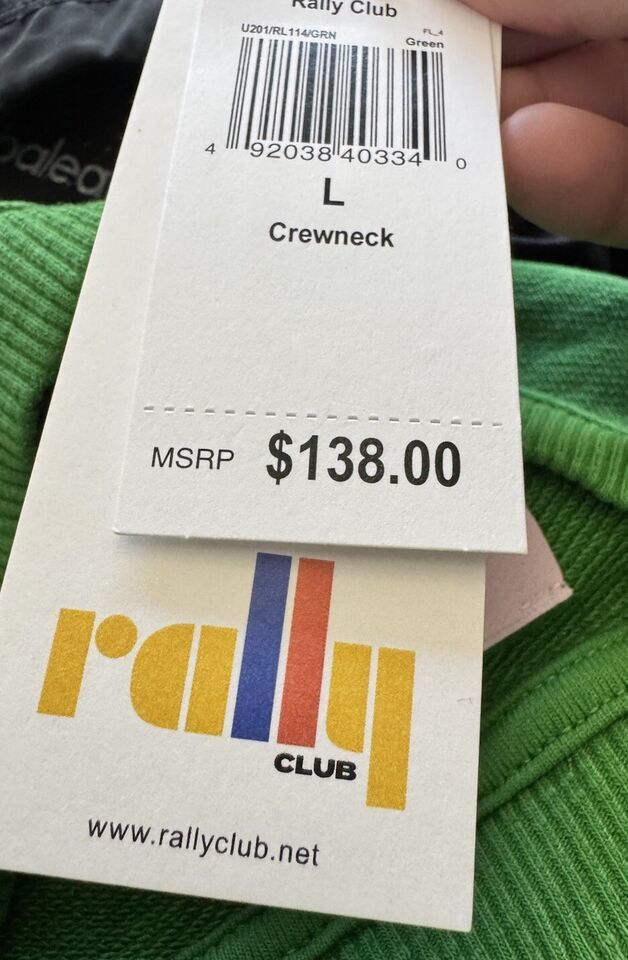 Rally Club
U201/RL114/GRN
FL_4
Green
4 92038 40334 0
L
Crewneck
MSRP $138.00
rally
CLUB
www.rallyclub.net